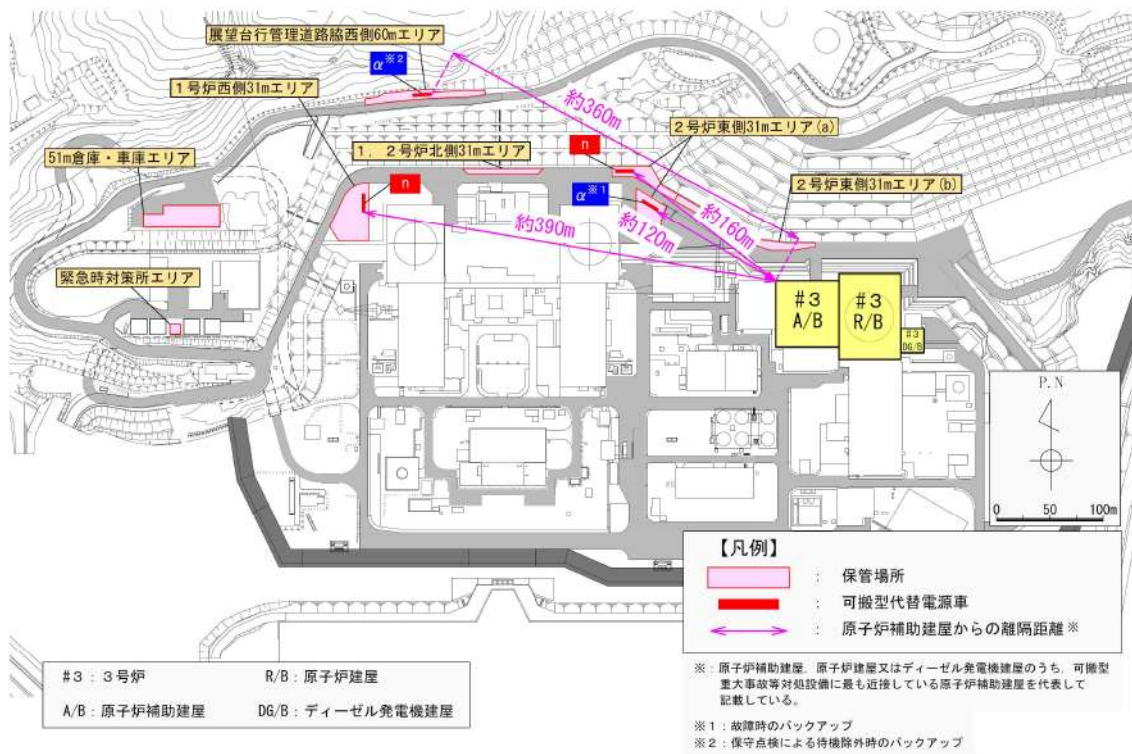 展望台行管理道路脇西側60mエリア
α※2
1号炉西側31mエリア
約360m
2号炉東側31mエリア(a)
n
1，2号炉北側31mエリア
51m倉庫・車庫エリア
n
α※1
2号炉東側31mエリア(b)
約390m
約120m
約160m
緊急時対策所エリア
#3
A/B
#3
R/B
#3
DG/B
P.N
0 50 100m
【凡例】
： 保管場所
： 可搬型代替電源車
： 原子炉補助建屋からの離隔距離※
#3：3号炉 R/B：原子炉建屋
A/B：原子炉補助建屋 DG/B：ディーゼル発電機建屋
※：原子炉補助建屋，原子炉建屋又はディーゼル発電機建屋のうち，可搬型
重大事故等対処設備に最も近接している原子炉補助建屋を代表して
記載している。
※1：故障時のバックアップ
※2：保守点検による待機除外時のバックアップ